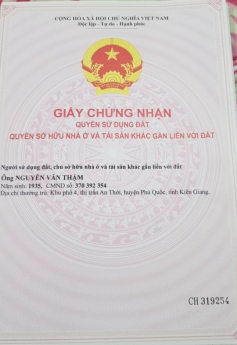 CỘNG HÒA XÃ HỘI CHỦ NGHĨA VIỆT NAM
Độc lập - Tự do - Hạnh phúc
GIẤY CHỨNG NHẬN
QUYỀN SỬ DỤNG ĐẤT
QUYỀN SỞ HỮU NHÀ Ở VÀ TÀI SẢN KHÁC GẮN LIỀN VỚI ĐẤT
Người sử dụng đất, chủ sở hữu nhà ở và tài sản khác gắn liền với đất
Ông NGUYỄN VĂN THẬM
Năm sinh: 1935, CMND số: 370 392 354
Địa chỉ thường trú: Khu phố 4, thị trấn An Thới, huyện Phú Quốc, tỉnh Kiên Giang.
CH 319254